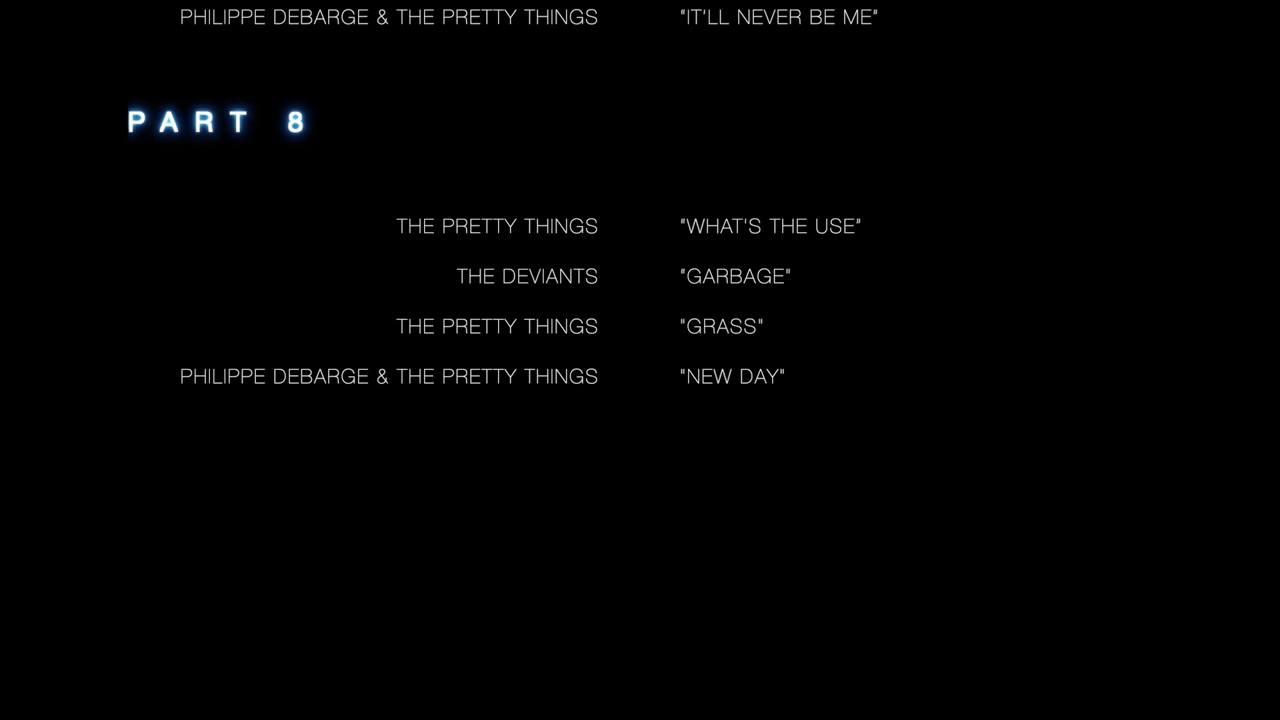 PHILIPPE DEBARGE & THE PRETTY THINGS "IT'LL NEVER BE ME"
PART 8
THE PRETTY THINGS "WHAT'S THE USE"
THE DEVIANTS "GARBAGE"
THE PRETTY THINGS "GRASS"
PHILIPPE DEBARGE & THE PRETTY THINGS "NEW DAY"